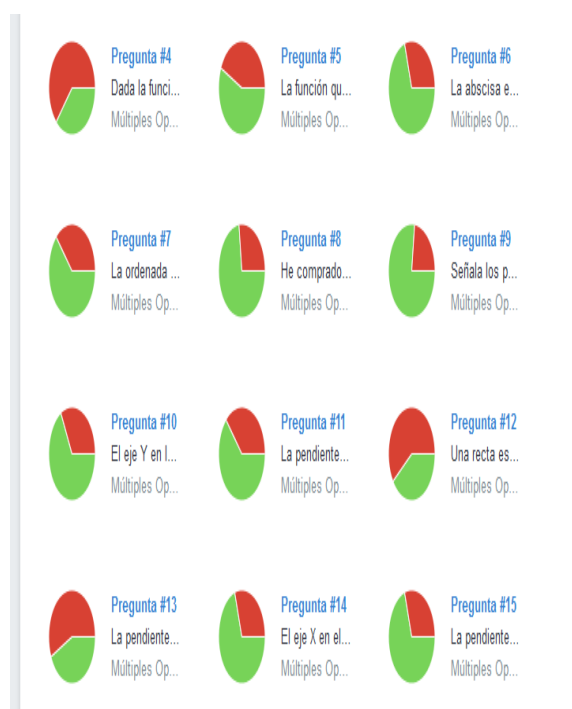 Pregunta #4
Dada la funci...
Múltiples Op...
Pregunta #5
La función qu...
Múltiples Op...
Pregunta #6
La abscisa e...
Múltiples Op...
Pregunta #7
La ordenada ...
Múltiples Op...
Pregunta #8
He comprado...
Múltiples Op...
Pregunta #9
Señala los p...
Múltiples Op...
Pregunta #10
El eje Y en l...
Múltiples Op...
Pregunta #11
La pendiente...
Múltiples Op...
Pregunta #12
Una recta es...
Múltiples Op...
Pregunta #13
La pendiente...
Múltiples Op...
Pregunta #14
El eje X en el...
Múltiples Op...
Pregunta #15
La pendiente...
Múltiples Op...